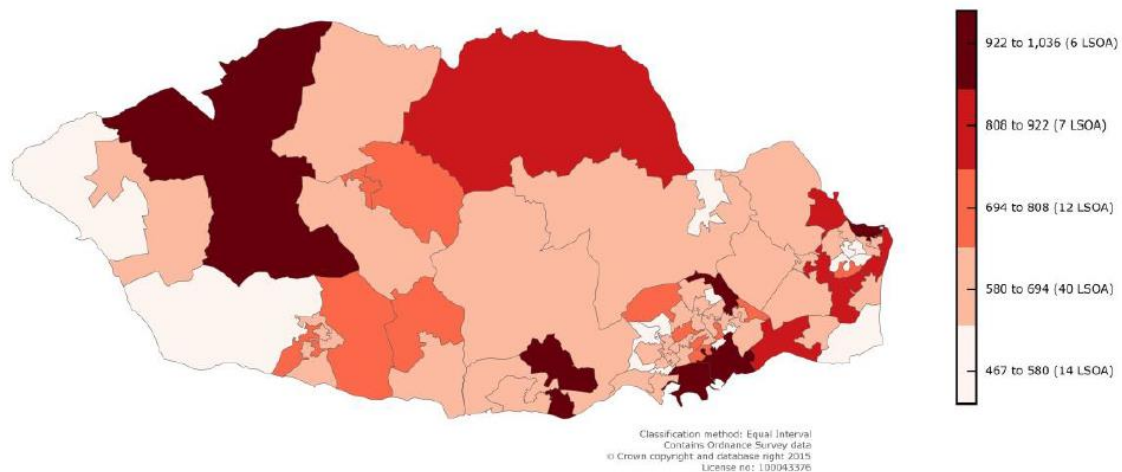 922 to 1,036 (6 LSOA)
808 to 922 (7 LSOA)
694 to 808 (12 LSOA)
580 to 694 (40 LSOA)
467 to 580 (14 LSOA)
Classification method: Equal Interval
Contains Ordnance Survey data
© Crown copyright and database right 2015
License no: 100043376